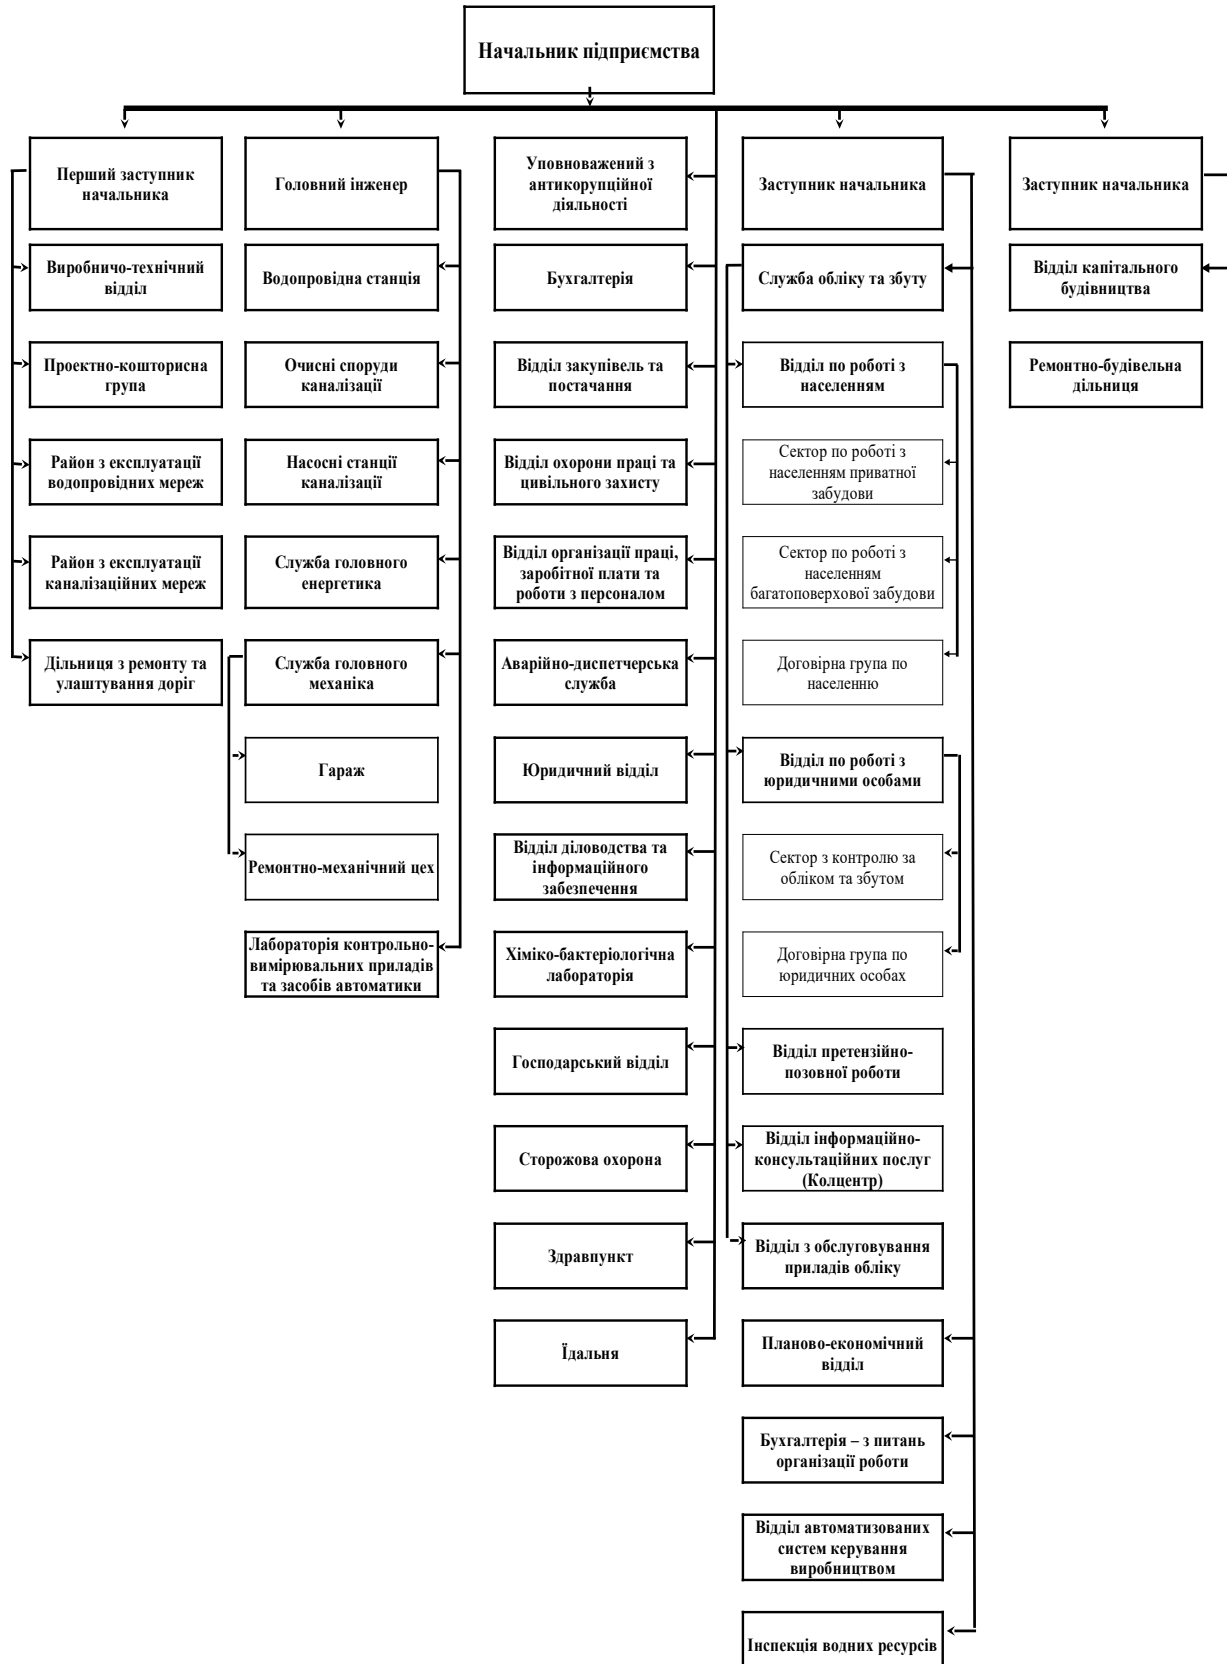 Начальник підприємства
Перший заступник
начальника
Виробничо-технічний
відділ
Проектно-кошторисна
група
Район з експлуатації
водопровідних мереж
Район з експлуатації
каналізаційних мереж
Дільниця з ремонту та
улаштування доріг
Головний інженер
Водопровідна станція
Очисні споруди
каналізації
Насосні станції
каналізації
Служба головного
енергетика
Служба головного
механіка
Гараж
Ремонтно-механічний цех
Лабораторія контрольно-
вимірювальних приладів
та засобів автоматики
Уповноважений з
антикорупційної
діяльності
Бухгалтерія
Відділ закупівель та
постачання
Відділ охорони праці та
цивільного захисту
Відділ організації праці,
заробітної плати та
роботи з персоналом
Аварійно-диспетчерська
служба
Юридичний відділ
Відділ діловодства та
інформаційного
забезпечення
Хіміко-бактеріологічна
лабораторія
Господарський відділ
Сторожова охорона
Здравпункт
Їдальня
Заступник начальника
Служба обліку та збуту
Відділ по роботі з
населенням
Сектор по роботі з
населенням приватної
забудови
Сектор по роботі з
населенням
багатоповерхової забудови
Договірна група по
населенню
Відділ по роботі з
юридичними особами
Сектор з контролю за
обліком та збутом
Договірна група по
юридичних особах
Відділ претензійно-
позовної роботи
Відділ інформаційно-
консультаційних послуг
(Колцентр)
Відділ з обслуговування
приладів обліку
Планово-економічний
відділ
Бухгалтерія – з питань
організації роботи
Відділ автоматизованих
систем керування
виробництвом
Інспекція водних ресурсів
Заступник начальника
Відділ капітального
будівництва
Ремонтно-будівельна
дільниця